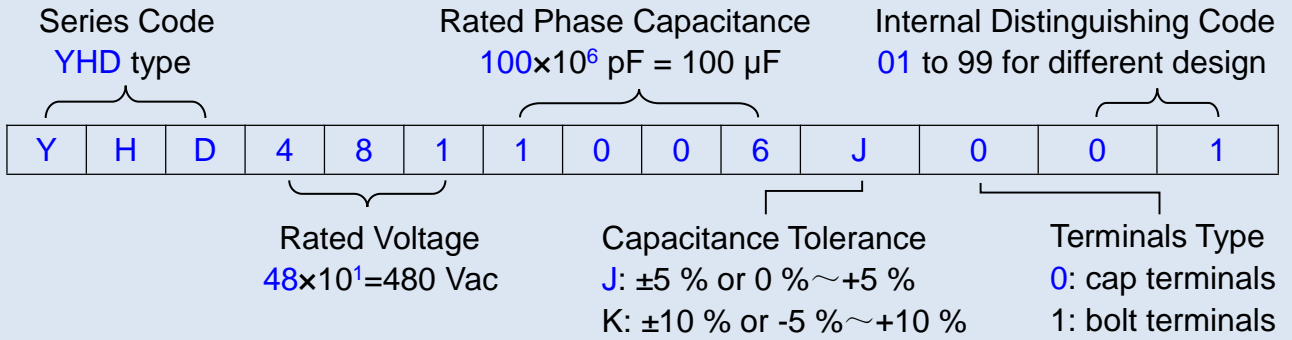 Series Code
YHD type
Rated Phase Capacitance
100×10⁶ pF = 100 µF
Internal Distinguishing Code
01 to 99 for different design
Y H D 4 8 1 1 0 0 6 J 0 0 1
Rated Voltage
48×10¹=480 Vac
Capacitance Tolerance
J: ±5 % or 0 %～+5 %
K: ±10 % or -5 %～+10 %
Terminals Type
0: cap terminals
1: bolt terminals